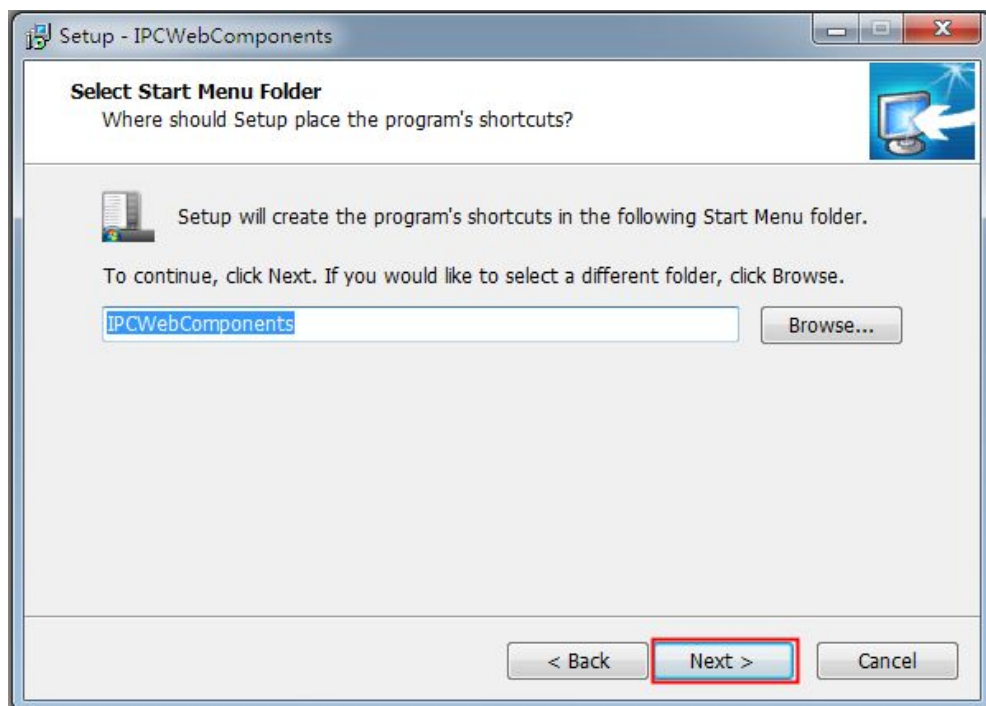 Setup - IPCWebComponents
Select Start Menu Folder
Where should Setup place the program's shortcuts?
Setup will create the program's shortcuts in the following Start Menu folder.
To continue, click Next. If you would like to select a different folder, click Browse.
IPCWebComponents
Browse...
< Back
Next >
Cancel